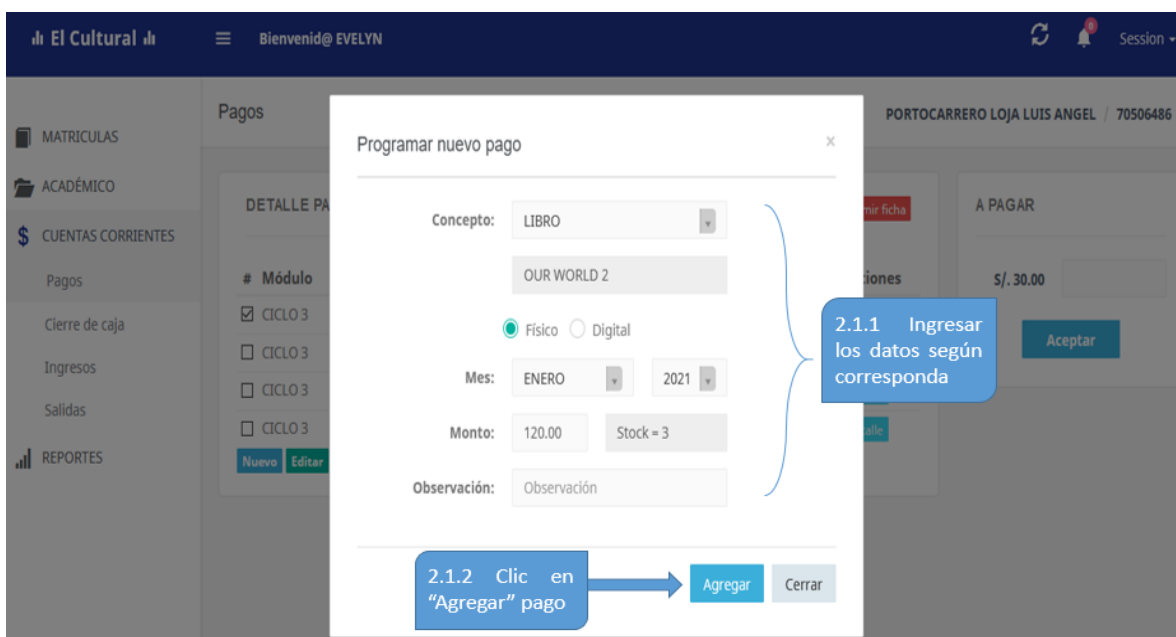 El Cultural
Bienvenid@ EVELYN
0
Session
MATRICULAS
ACADÉMICO
CUENTAS CORRIENTES
Pagos
Cierre de caja
Ingresos
Salidas
REPORTES
Pagos
PORTOCARRERO LOJA LUIS ANGEL / 70506486
DETALLE PA
mir ficha
# Módulo
iones
CICLO 3
CICLO 3
CICLO 3
CICLO 3
alle
Nuevo Editar
A PAGAR
S/. 30.00
Aceptar
Programar nuevo pago ×
Concepto: LIBRO
OUR WORLD 2
Físico Digital
Mes: ENERO 2021
Monto: 120.00 Stock = 3
Observación: Observación
Agregar Cerrar
2.1.1 Ingresar
los datos según
corresponda
2.1.2 Clic en
“Agregar” pago